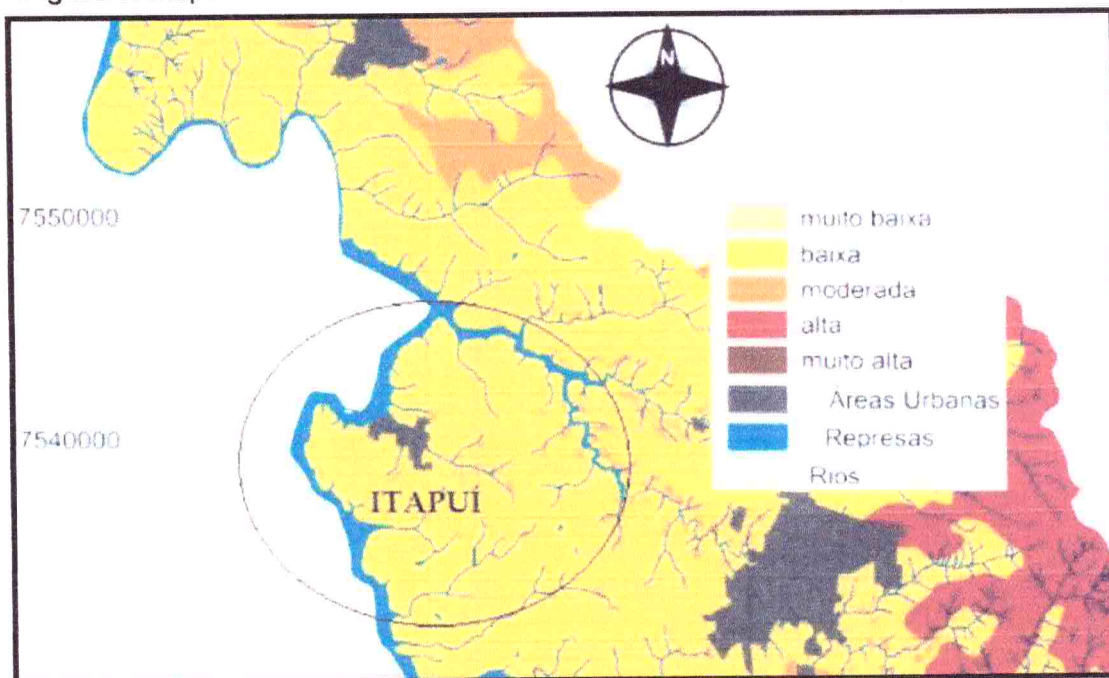 N
7550000
muito baixa
baixa
moderada
alta
muito alta
Áreas Urbanas
Represas
Rios
7540000
ITAPUÍ